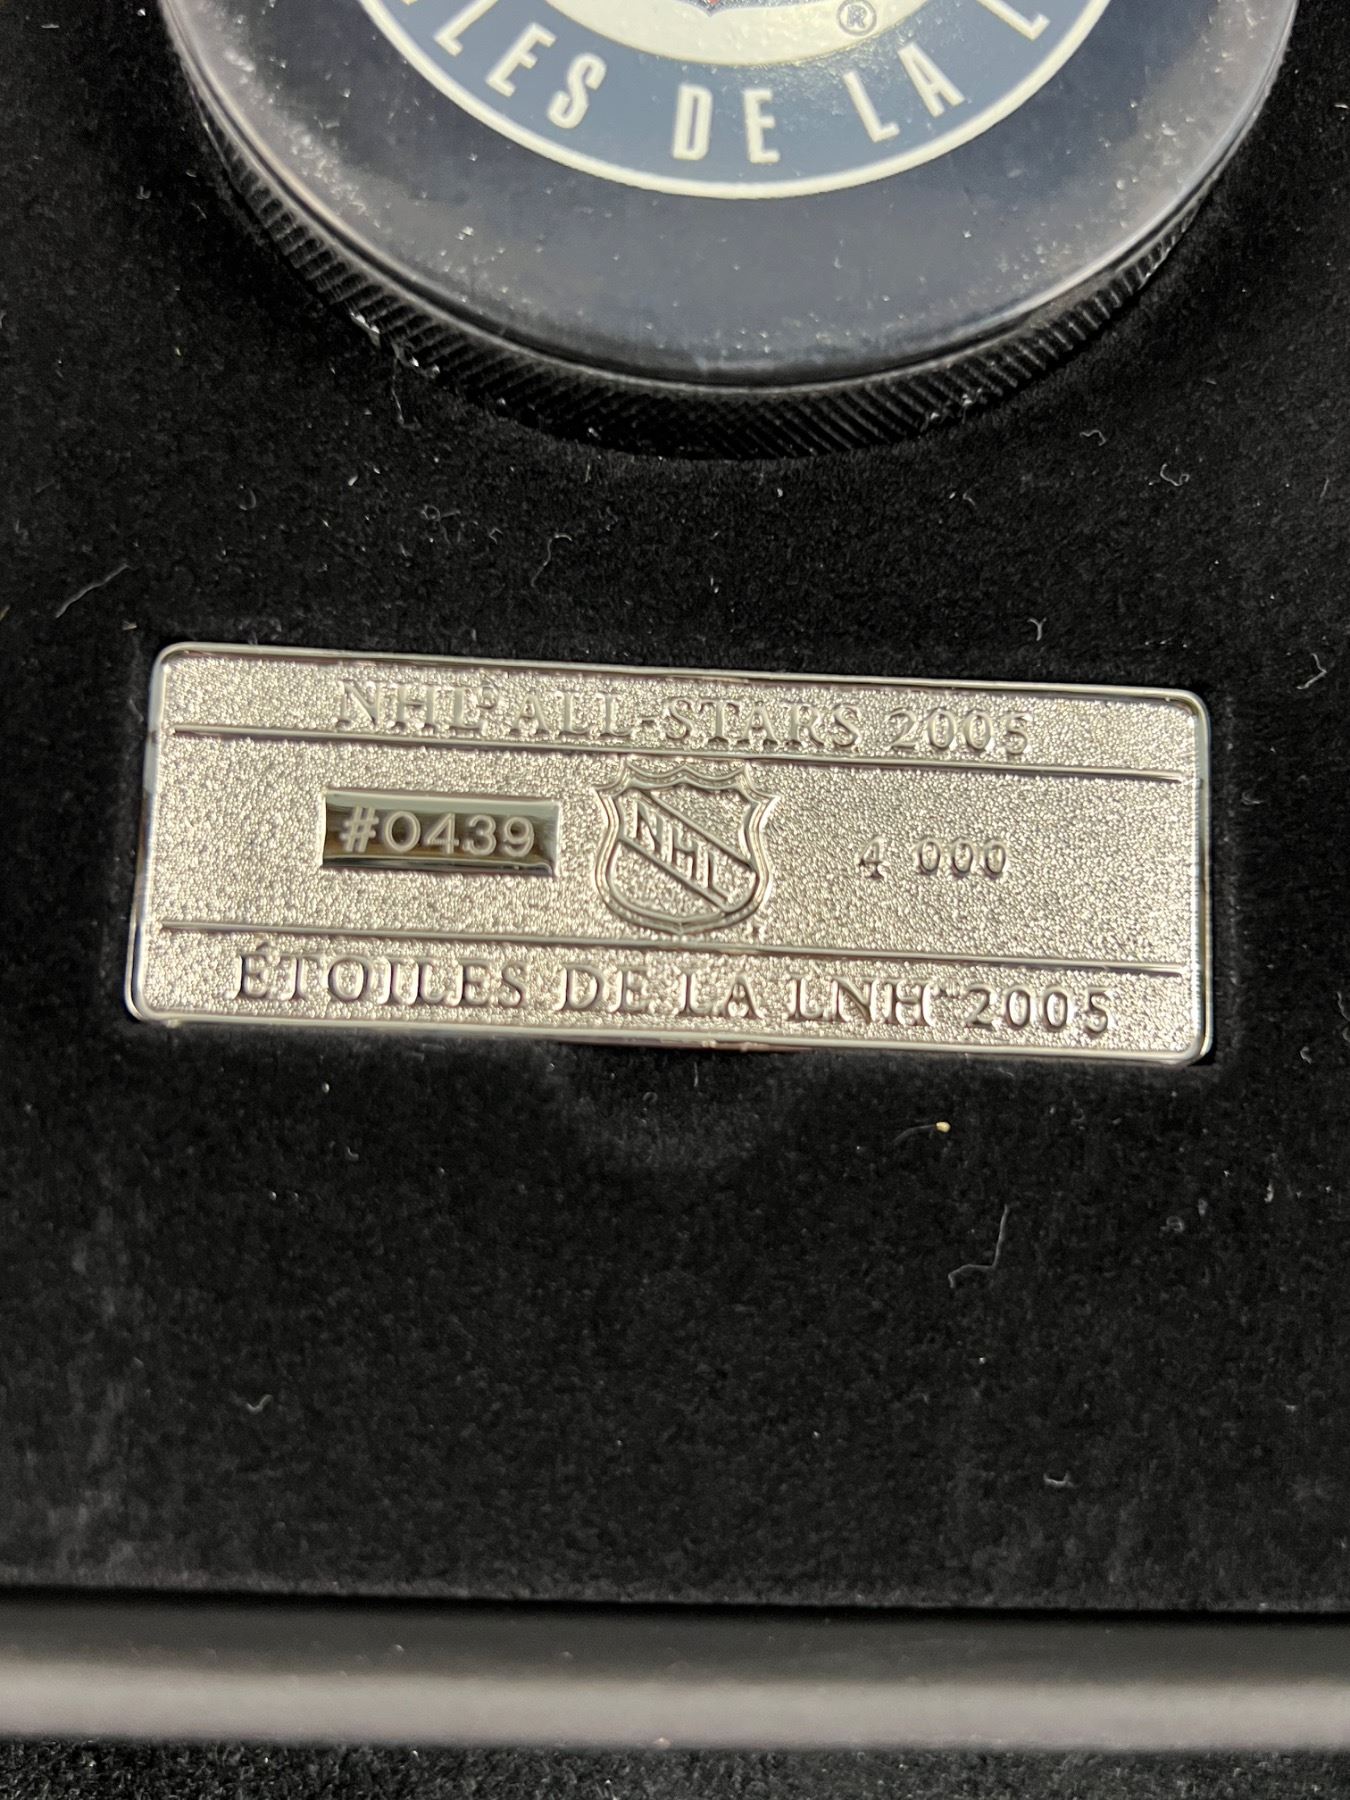 ®
LES DE LA L
NHL® ALL-STARS 2005
#0439
NHL
4 000
ÉTOILES DE LA LNH 2005